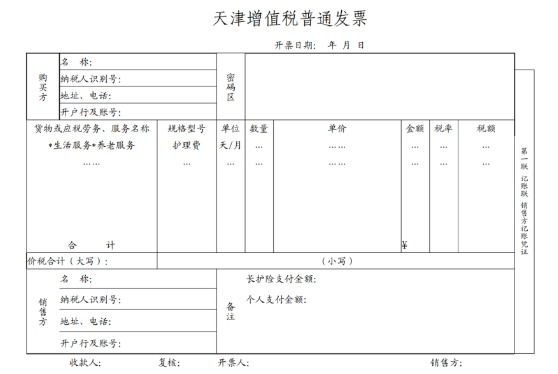 天津增值税普通发票
开票日期： 年 月 日
购买方
名 称：
纳税人识别号：
地址、电话：
开户行及账号：
密码区
货物或应税劳务、服务名称 规格型号 单位 数量 单价 金额 税率 税额
*生活服务*养老服务 护理费 天/月 … …… … … …
…… … … … …… … … …
合 计 ¥
价税合计（大写）： （小写）
销售方
名 称：
纳税人识别号：
地址、电话：
开户行及账号：
备注
长护险支付金额：
个人支付金额：
收款人： 复核： 开票人： 销售方：
第一联 记账联 销售方记账凭证